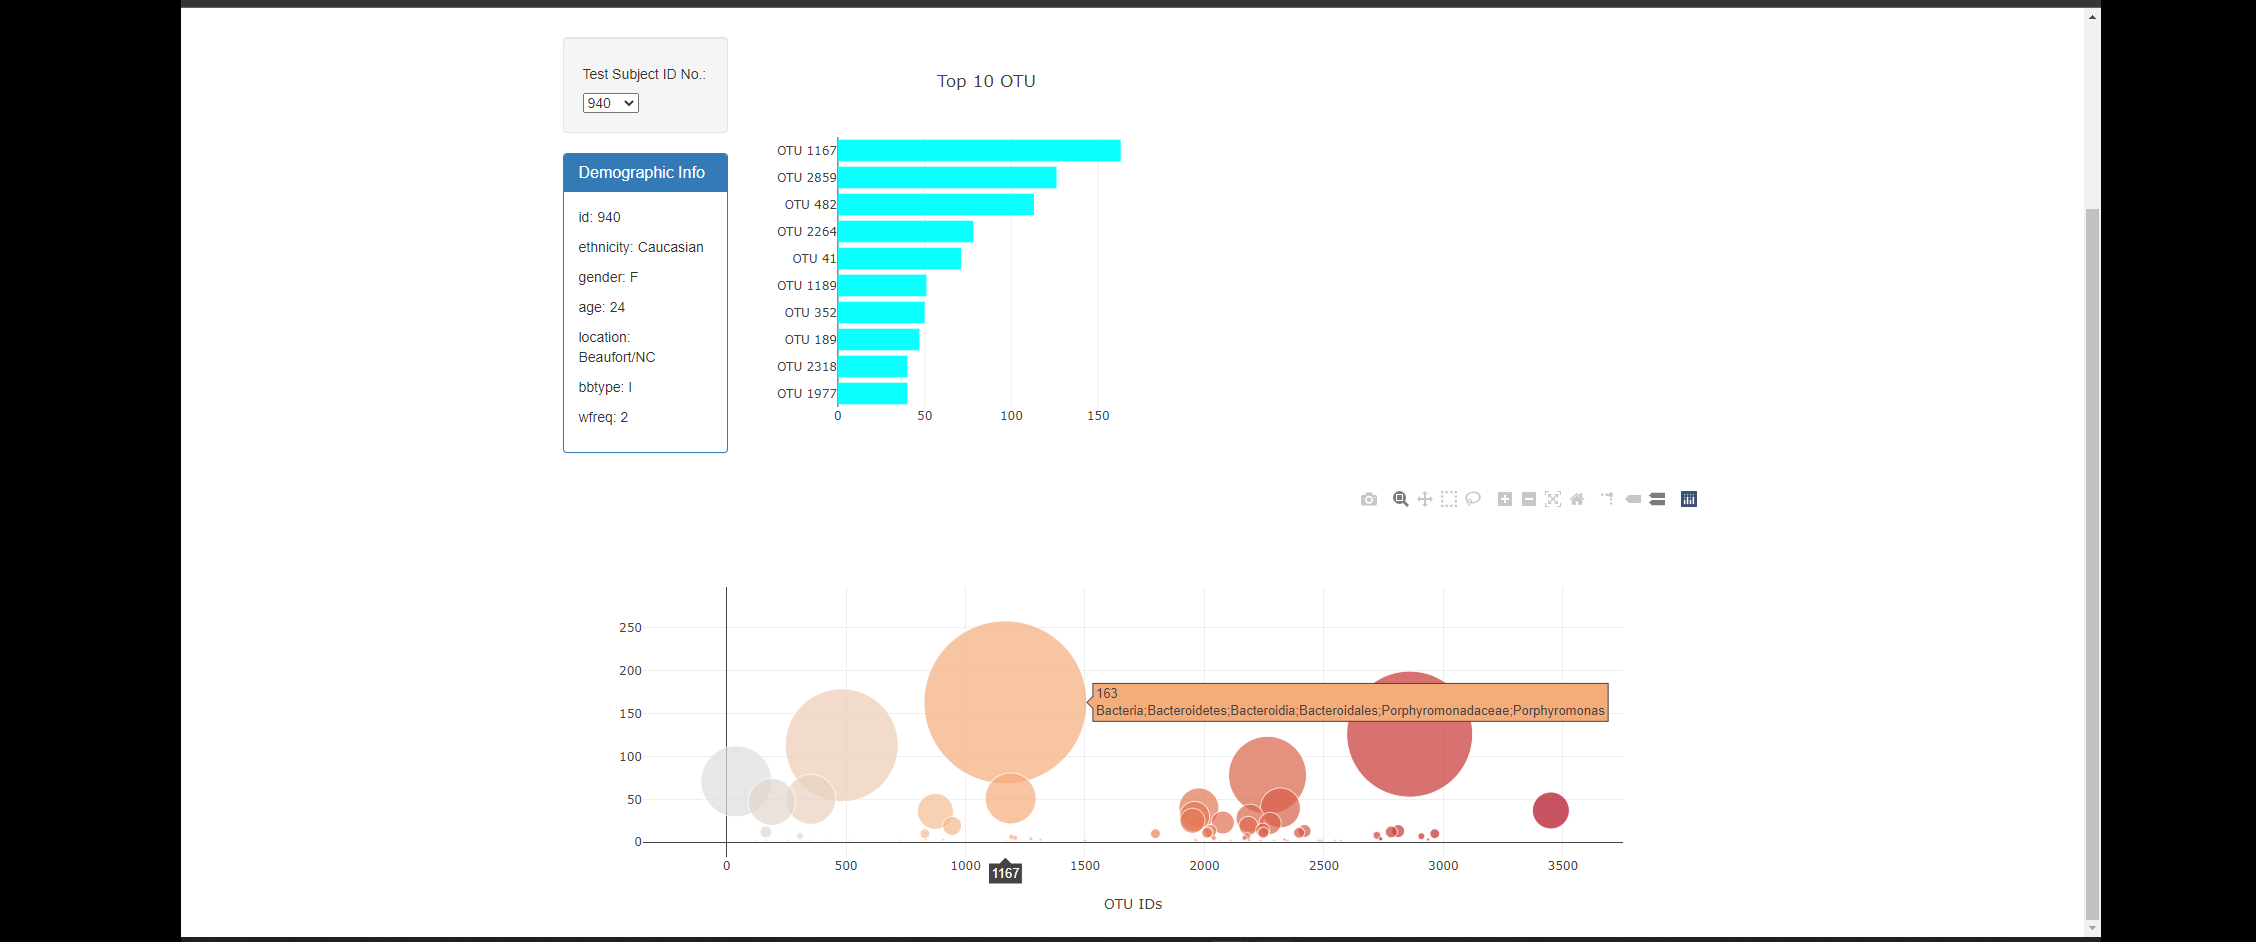 Test Subject ID No.:
940
Demographic Info
id: 940
ethnicity: Caucasian
gender: F
age: 24
location:
Beaufort/NC
bbtype: I
wfreq: 2
Top 10 OTU
OTU 1167
OTU 2859
OTU 482
OTU 2264
OTU 41
OTU 1189
OTU 352
OTU 189
OTU 2318
OTU 1977
0 50 100 150
250
200
150
100
50
0
163
Bacteria;Bacteroidetes;Bacteroidia;Bacteroidales;Porphyromonadaceae;Porphyromonas
0 500 1000 1500 2000 2500 3000 3500
1167
OTU IDs